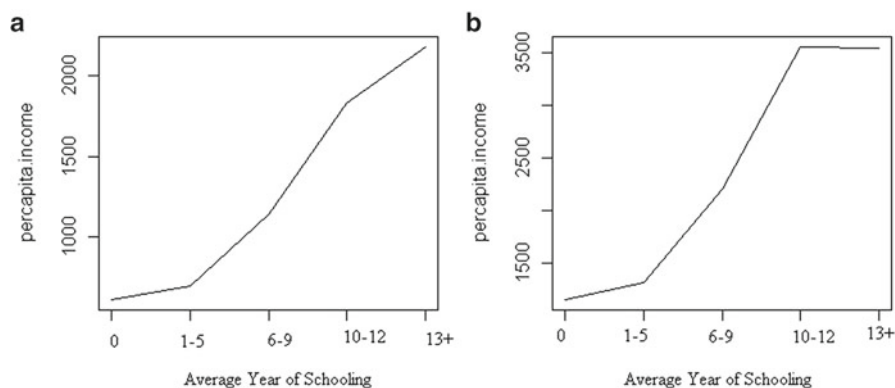 a
percapita.income
2000
1500
1000
0 1-5 6-9 10-12 13+
Average Year of Schooling
b
percapita.income
3500
2500
1500
0 1-5 6-9 10-12 13+
Average Year of Schooling